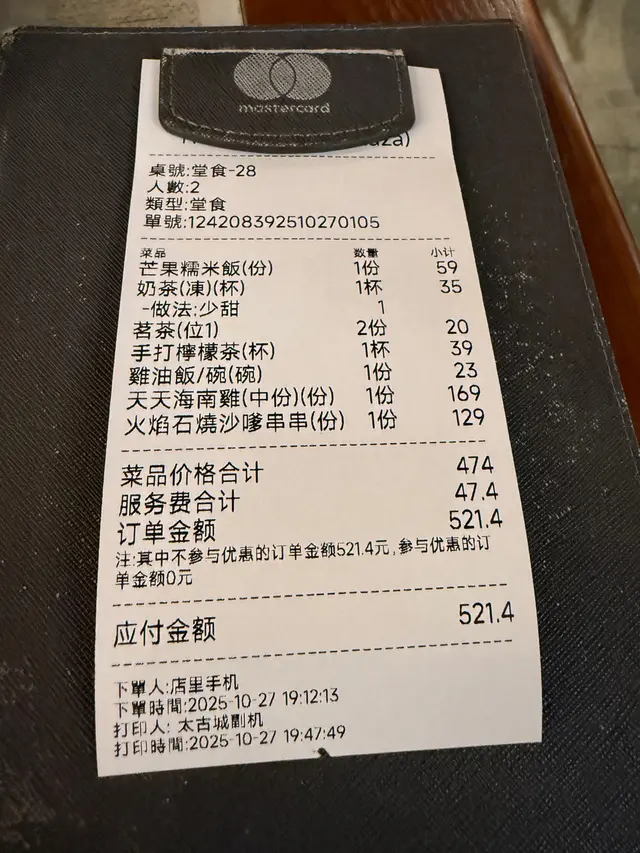 mastercard
aza)
桌號:堂食-28
人數:2
類型:堂食
單號:124208392510270105
菜品 数量 小计
芒果糯米飯(份) 1份 59
奶茶(凍)(杯) 1杯 35
-做法:少甜 1
茗茶(位1) 2份 20
手打檸檬茶(杯) 1杯 39
雞油飯/碗(碗) 1份 23
天天海南雞(中份)(份) 1份 169
火焰石燒沙嗲串串(份) 1份 129
菜品价格合计 474
服务费合计 47.4
订单金额 521.4
注:其中不参与优惠的订单金额521.4元,参与优惠的订
单金额0元
应付金额 521.4
下單人:店里手机
下單時間:2025-10-27 19:12:13
打印人: 太古城副机
打印時間:2025-10-27 19:47:49